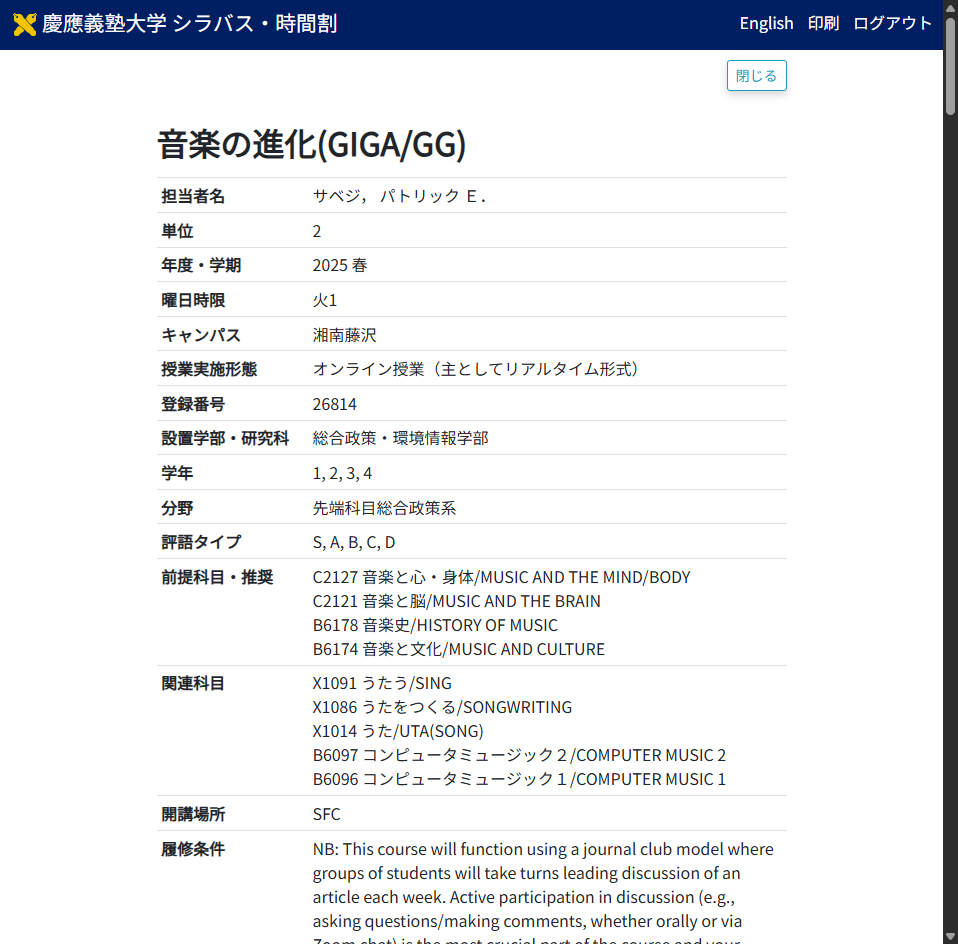 慶應義塾大学 シラバス・時間割
English 印刷 ログアウト
閉じる
音楽の進化(GIGA/GG)
担当者名 サベジ， パトリック Ｅ．
単位 2
年度・学期 2025 春
曜日時限 火1
キャンパス 湘南藤沢
授業実施形態 オンライン授業（主としてリアルタイム形式）
登録番号 26814
設置学部・研究科 総合政策・環境情報学部
学年 1, 2, 3, 4
分野 先端科目総合政策系
評語タイプ S, A, B, C, D
前提科目・推奨 C2127 音楽と心・身体/MUSIC AND THE MIND/BODY
C2121 音楽と脳/MUSIC AND THE BRAIN
B6178 音楽史/HISTORY OF MUSIC
B6174 音楽と文化/MUSIC AND CULTURE
関連科目 X1091 うたう/SING
X1086 うたをつくる/SONGWRITING
X1014 うた/UTA(SONG)
B6097 コンピュータミュージック２/COMPUTER MUSIC 2
B6096 コンピュータミュージック１/COMPUTER MUSIC 1
開講場所 SFC
履修条件 NB: This course will function using a journal club model where
groups of students will take turns leading discussion of an
article each week. Active participation in discussion (e.g.,
asking questions/making comments, whether orally or via
Zoom chat) is the most crucial part of the course and your